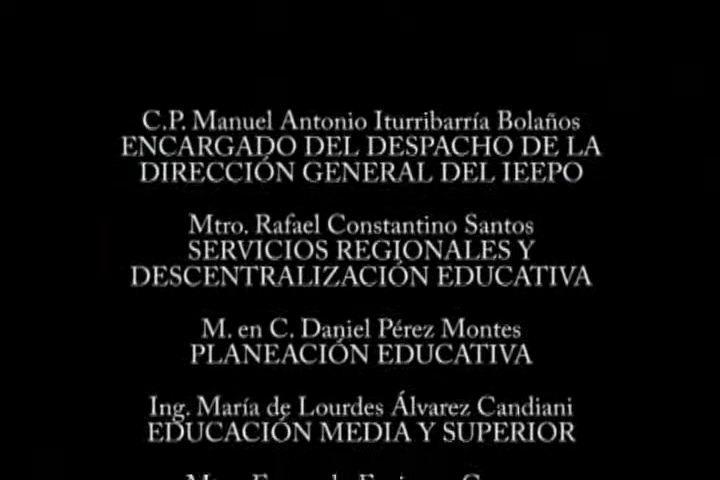 C.P. Manuel Antonio Iturribarría Bolaños
ENCARGADO DEL DESPACHO DE LA
DIRECCIÓN GENERAL DEL IEEPO
Mtro. Rafael Constantino Santos
SERVICIOS REGIONALES Y
DESCENTRALIZACIÓN EDUCATIVA
M. en C. Daniel Pérez Montes
PLANEACIÓN EDUCATIVA
Ing. María de Lourdes Álvarez Candiani
EDUCACIÓN MEDIA Y SUPERIOR